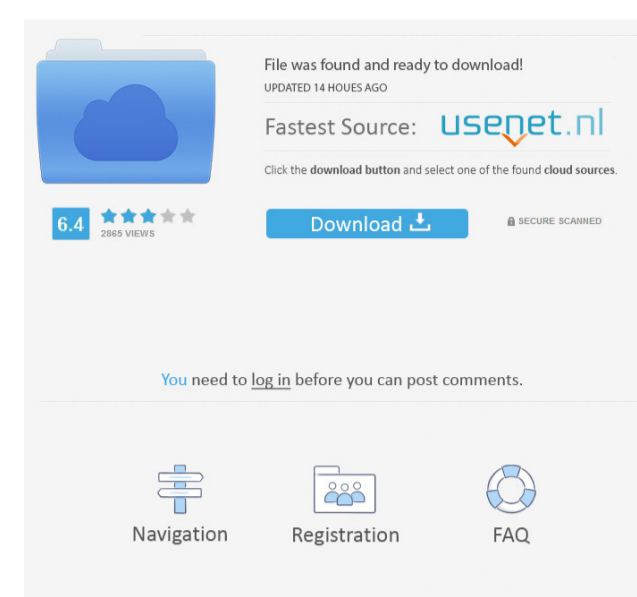 File was found and ready to download!
UPDATED 14 HOUES AGO
Fastest Source: usenet.nl
Click the download button and select one of the found cloud sources.
6.4
2865 VIEWS
Download
SECURE SCANNED
You need to log in before you can post comments.
Navigation
Registration
FAQ